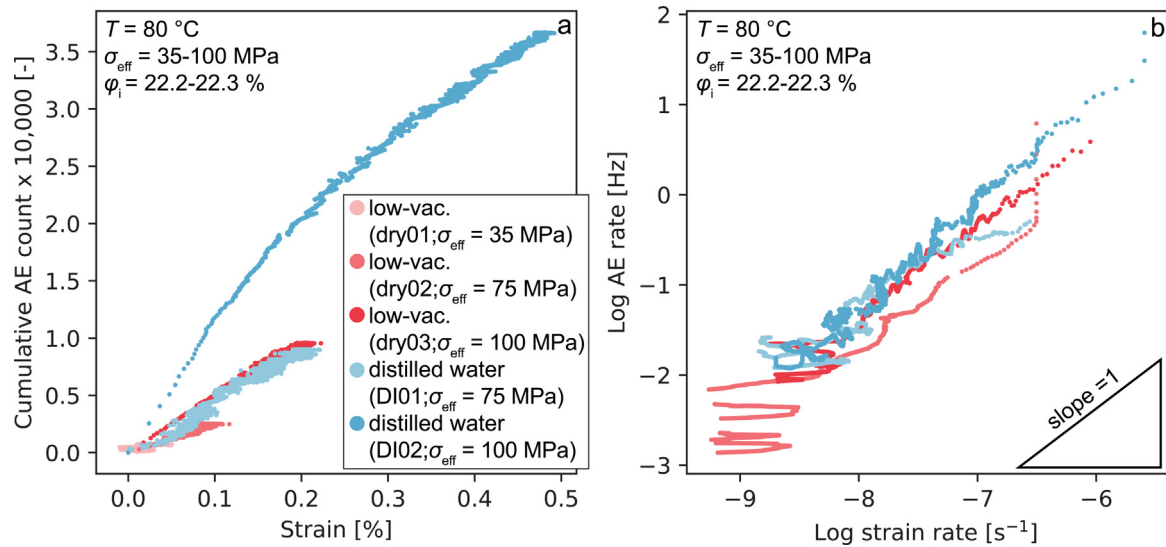 T = 80 °C
σeff = 35-100 MPa
φi = 22.2-22.3 %
a
3.5
3.0
2.5
2.0
1.5
1.0
0.5
0.0
Cumulative AE count x 10,000 [-]
low-vac.
(dry01;σeff = 35 MPa)
low-vac.
(dry02;σeff = 75 MPa)
low-vac.
(dry03;σeff = 100 MPa)
distilled water
(DI01;σeff = 75 MPa)
distilled water
(DI02;σeff = 100 MPa)
0.0 0.1 0.2 0.3 0.4 0.5
Strain [%]
T = 80 °C
σeff = 35-100 MPa
φi = 22.2-22.3 %
b
2
1
0
−1
−2
−3
Log AE rate [Hz]
slope =1
−9 −8 −7 −6
Log strain rate [s⁻¹]